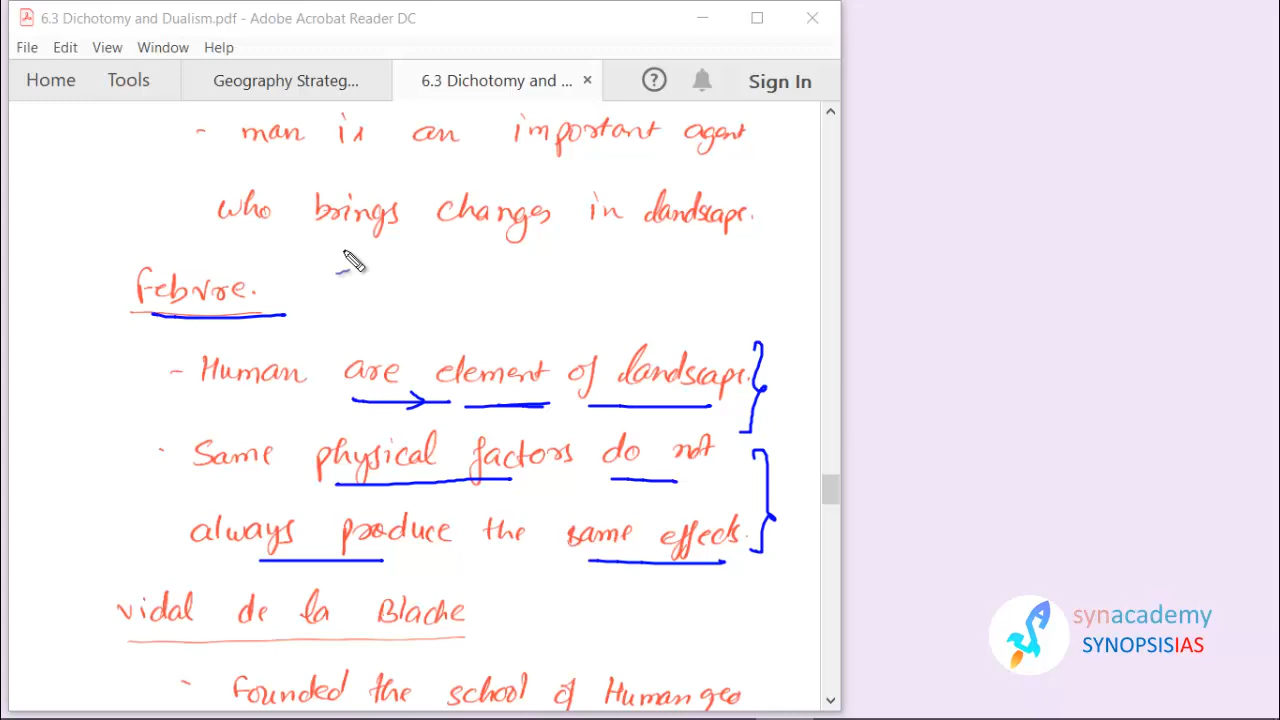 6.3 Dichotomy and Dualism.pdf - Adobe Acrobat Reader DC
File Edit View Window Help
Home Tools Geography Strateg... 6.3 Dichotomy and ... × ? Sign In
- man is an important agent
who brings changes in landscape.
Febvre.
- Human are element of landscape.
· Same physical factors do not
always produce the same effects.
vidal de la Blache
- Founded the school of Human geo
synacademy
SYNOPSISIAS